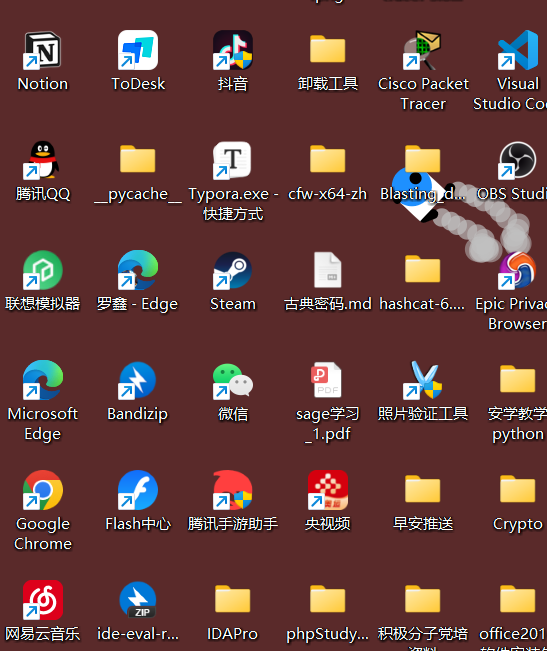 Notion
ToDesk
抖音
卸载工具
Cisco Packet
Tracer
Visual
Studio Co
腾讯QQ
__pycache__
Typora.exe -
快捷方式
cfw-x64-zh
Blasting_d...
OBS Studi
联想模拟器
罗鑫 - Edge
Steam
古典密码.md
hashcat-6....
Epic Priva
Browser
Microsoft
Edge
Bandizip
微信
PDF
sage学习
_1.pdf
照片验证工具
安学教学
python
Google
Chrome
Flash中心
腾讯手游助手
央视频
早安推送
Crypto
网易云音乐
ZIP
ide-eval-r...
IDAPro
phpStudy...
积极分子党培
office201